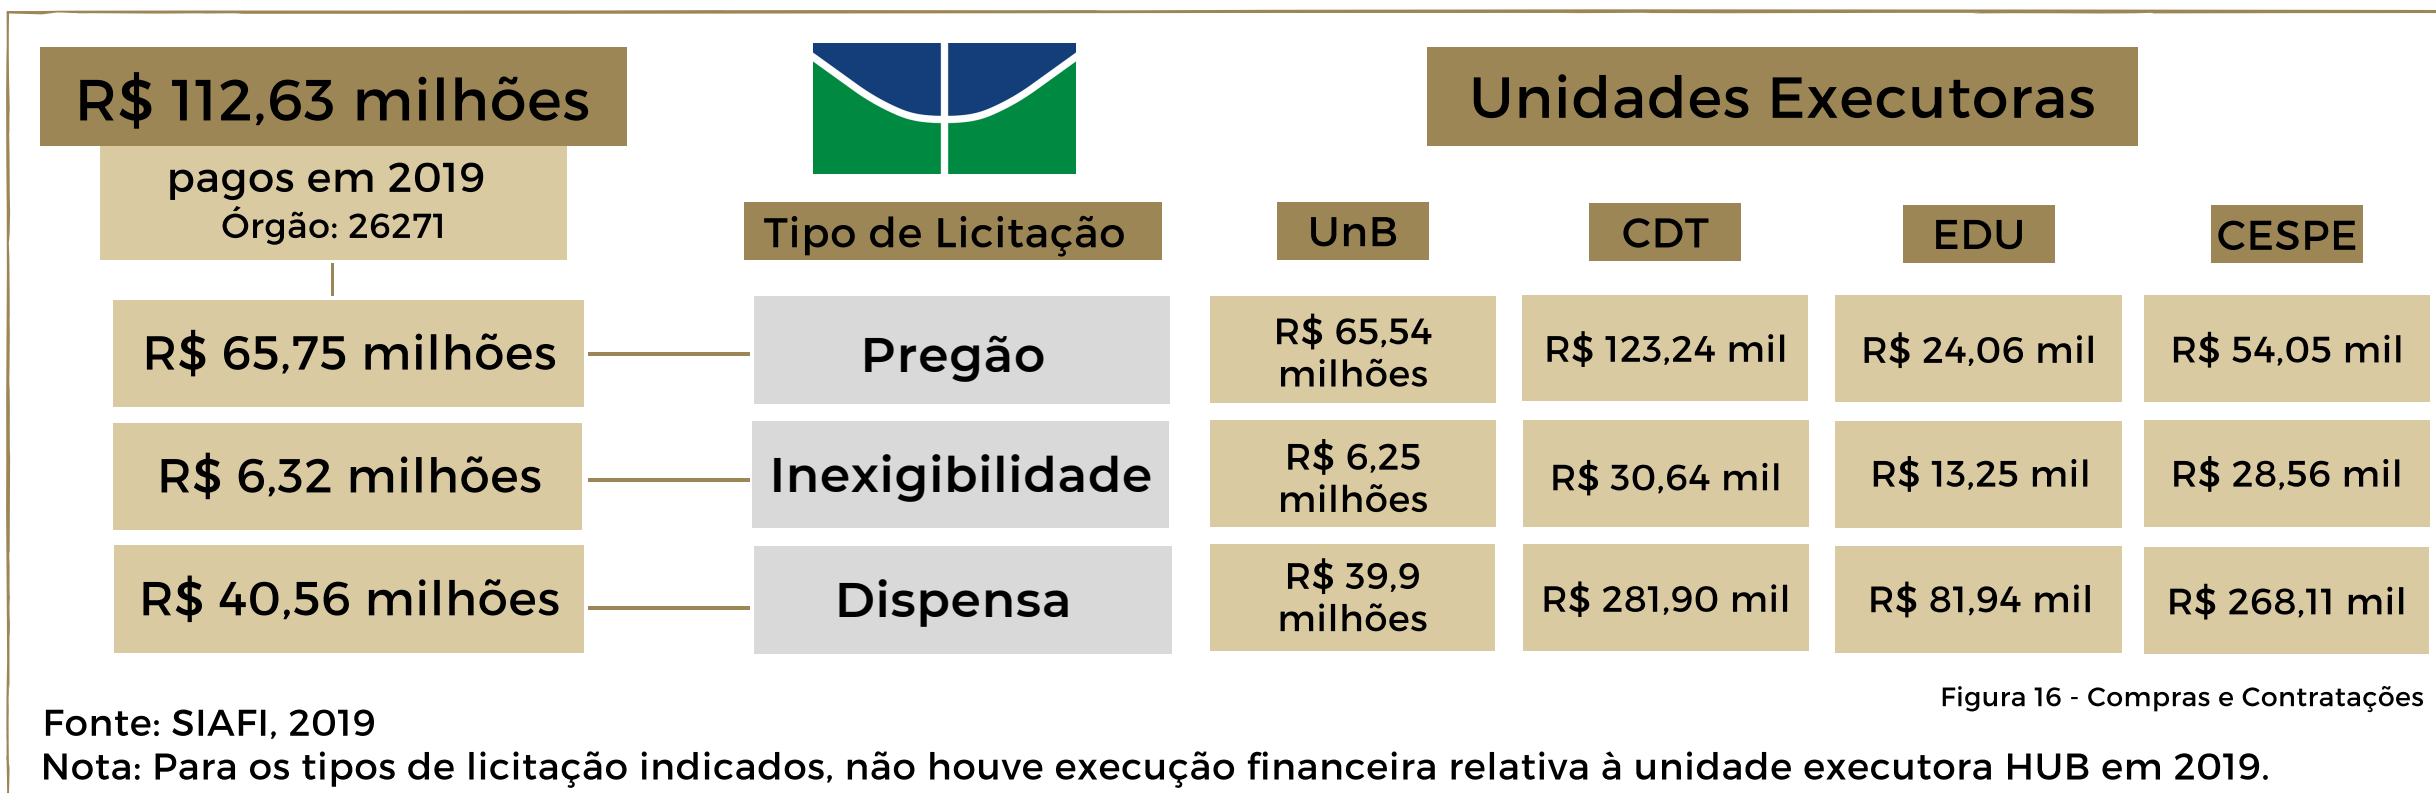 R$ 112,63 milhões
pagos em 2019
Órgão: 26271
Unidades Executoras
Tipo de Licitação
UnB
CDT
EDU
CESPE
R$ 65,75 milhões
Pregão
R$ 65,54
milhões
R$ 123,24 mil
R$ 24,06 mil
R$ 54,05 mil
R$ 6,32 milhões
Inexigibilidade
R$ 6,25
milhões
R$ 30,64 mil
R$ 13,25 mil
R$ 28,56 mil
R$ 40,56 milhões
Dispensa
R$ 39,9
milhões
R$ 281,90 mil
R$ 81,94 mil
R$ 268,11 mil
Figura 16 - Compras e Contratações
Fonte: SIAFI, 2019
Nota: Para os tipos de licitação indicados, não houve execução financeira relativa à unidade executora HUB em 2019.